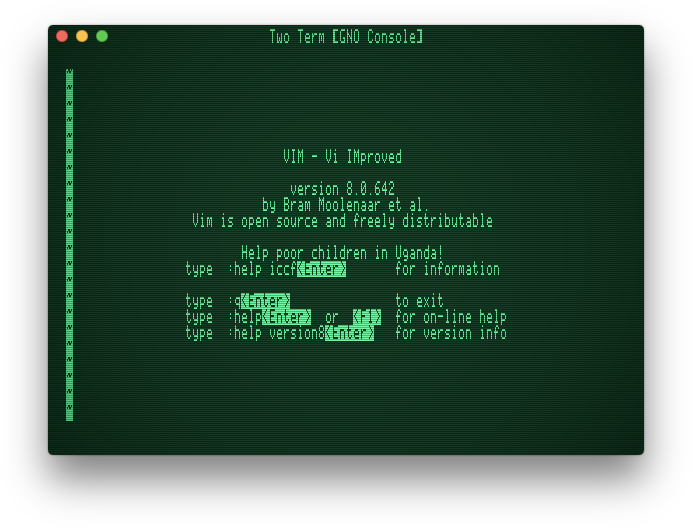 Two Term [GNO Console]
~
~
~
~
~
~
VIM - Vi IMproved
~
~
version 8.0.642
by Bram Moolenaar et al.
~
Vim is open source and freely distributable
~
~
Help poor children in Uganda!
~
type :help iccf<Enter> for information
~
~
type :q<Enter> to exit
~
type :help<Enter> or <F1> for on-line help
~
type :help version8<Enter> for version info
~
~
~
~
~
~